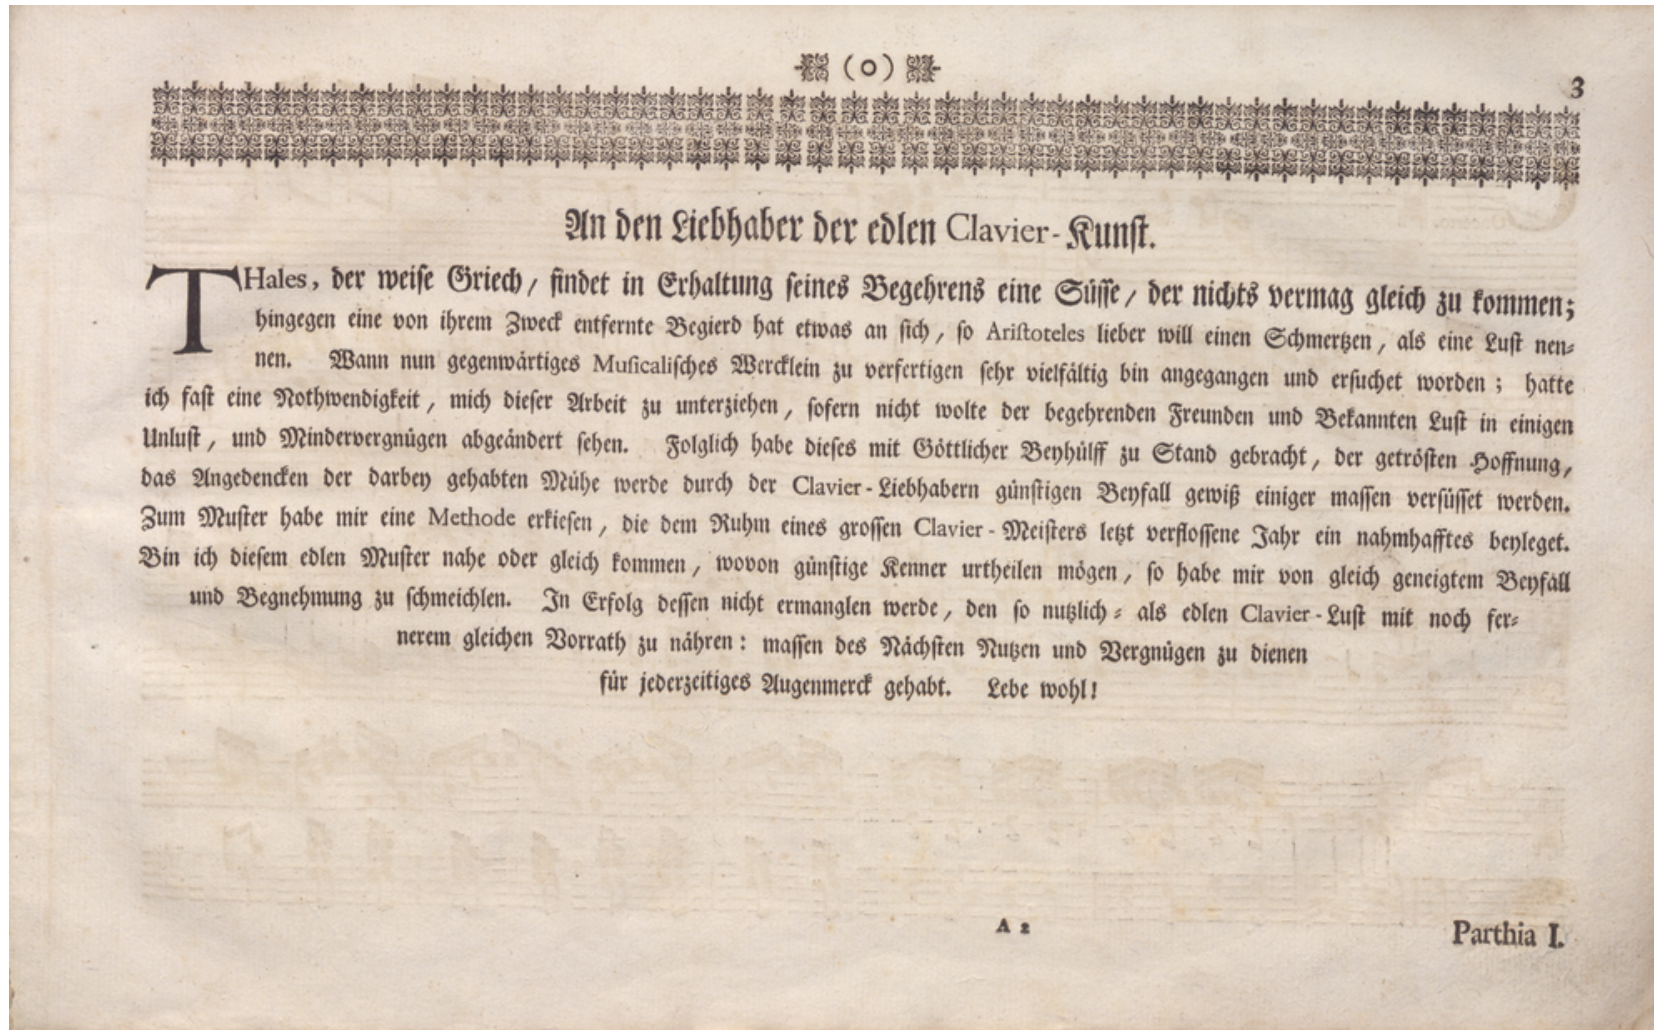 (o)
3
An den Liebhaber der edlen Clavier-Kunst.
THales, der weise Griech/ findet in Erhaltung seines Begehrens eine Süsse/ der nichts vermag gleich zu kommen;
hingegen eine von ihrem Zweck entfernte Begierd hat etwas an sich, so Aristoteles lieber will einen Schmertzen, als eine Lust nen-
nen. Wann nun gegenwärtiges Musicalisches Wercklein zu verfertigen sehr vielfältig bin angegangen und ersuchet worden; hatte
ich fast eine Nothwendigkeit, mich dieser Arbeit zu unterziehen, sofern nicht wolte der begehrenden Freunden und Bekannten Lust in einigen
Unlust, und Mindervergnügen abgeändert sehen. Folglich habe dieses mit Göttlicher Beyhülff zu Stand gebracht, der getrösten Hoffnung,
das Angedencken der darbey gehabten Mühe werde durch der Clavier-Liebhabern günstigen Beyfall gewiß einiger massen versüsset werden.
Zum Muster habe mir eine Methode erkiesen, die dem Ruhm eines grossen Clavier-Meisters letzt verflossene Jahr ein nahmhafftes beyleget.
Bin ich diesem edlen Muster nahe oder gleich kommen, wovon günstige Kenner urtheilen mögen, so habe mir von gleich geneigtem Beyfall
und Begnehmung zu schmeichlen. In Erfolg dessen nicht ermanglen werde, den so nutzlich- als edlen Clavier-Lust mit noch fer-
nerem gleichen Vorrath zu nähren: massen des Nächsten Nutzen und Vergnügen zu dienen
für jederzeitiges Augenmerck gehabt. Lebe wohl!
A 2
Parthia I.